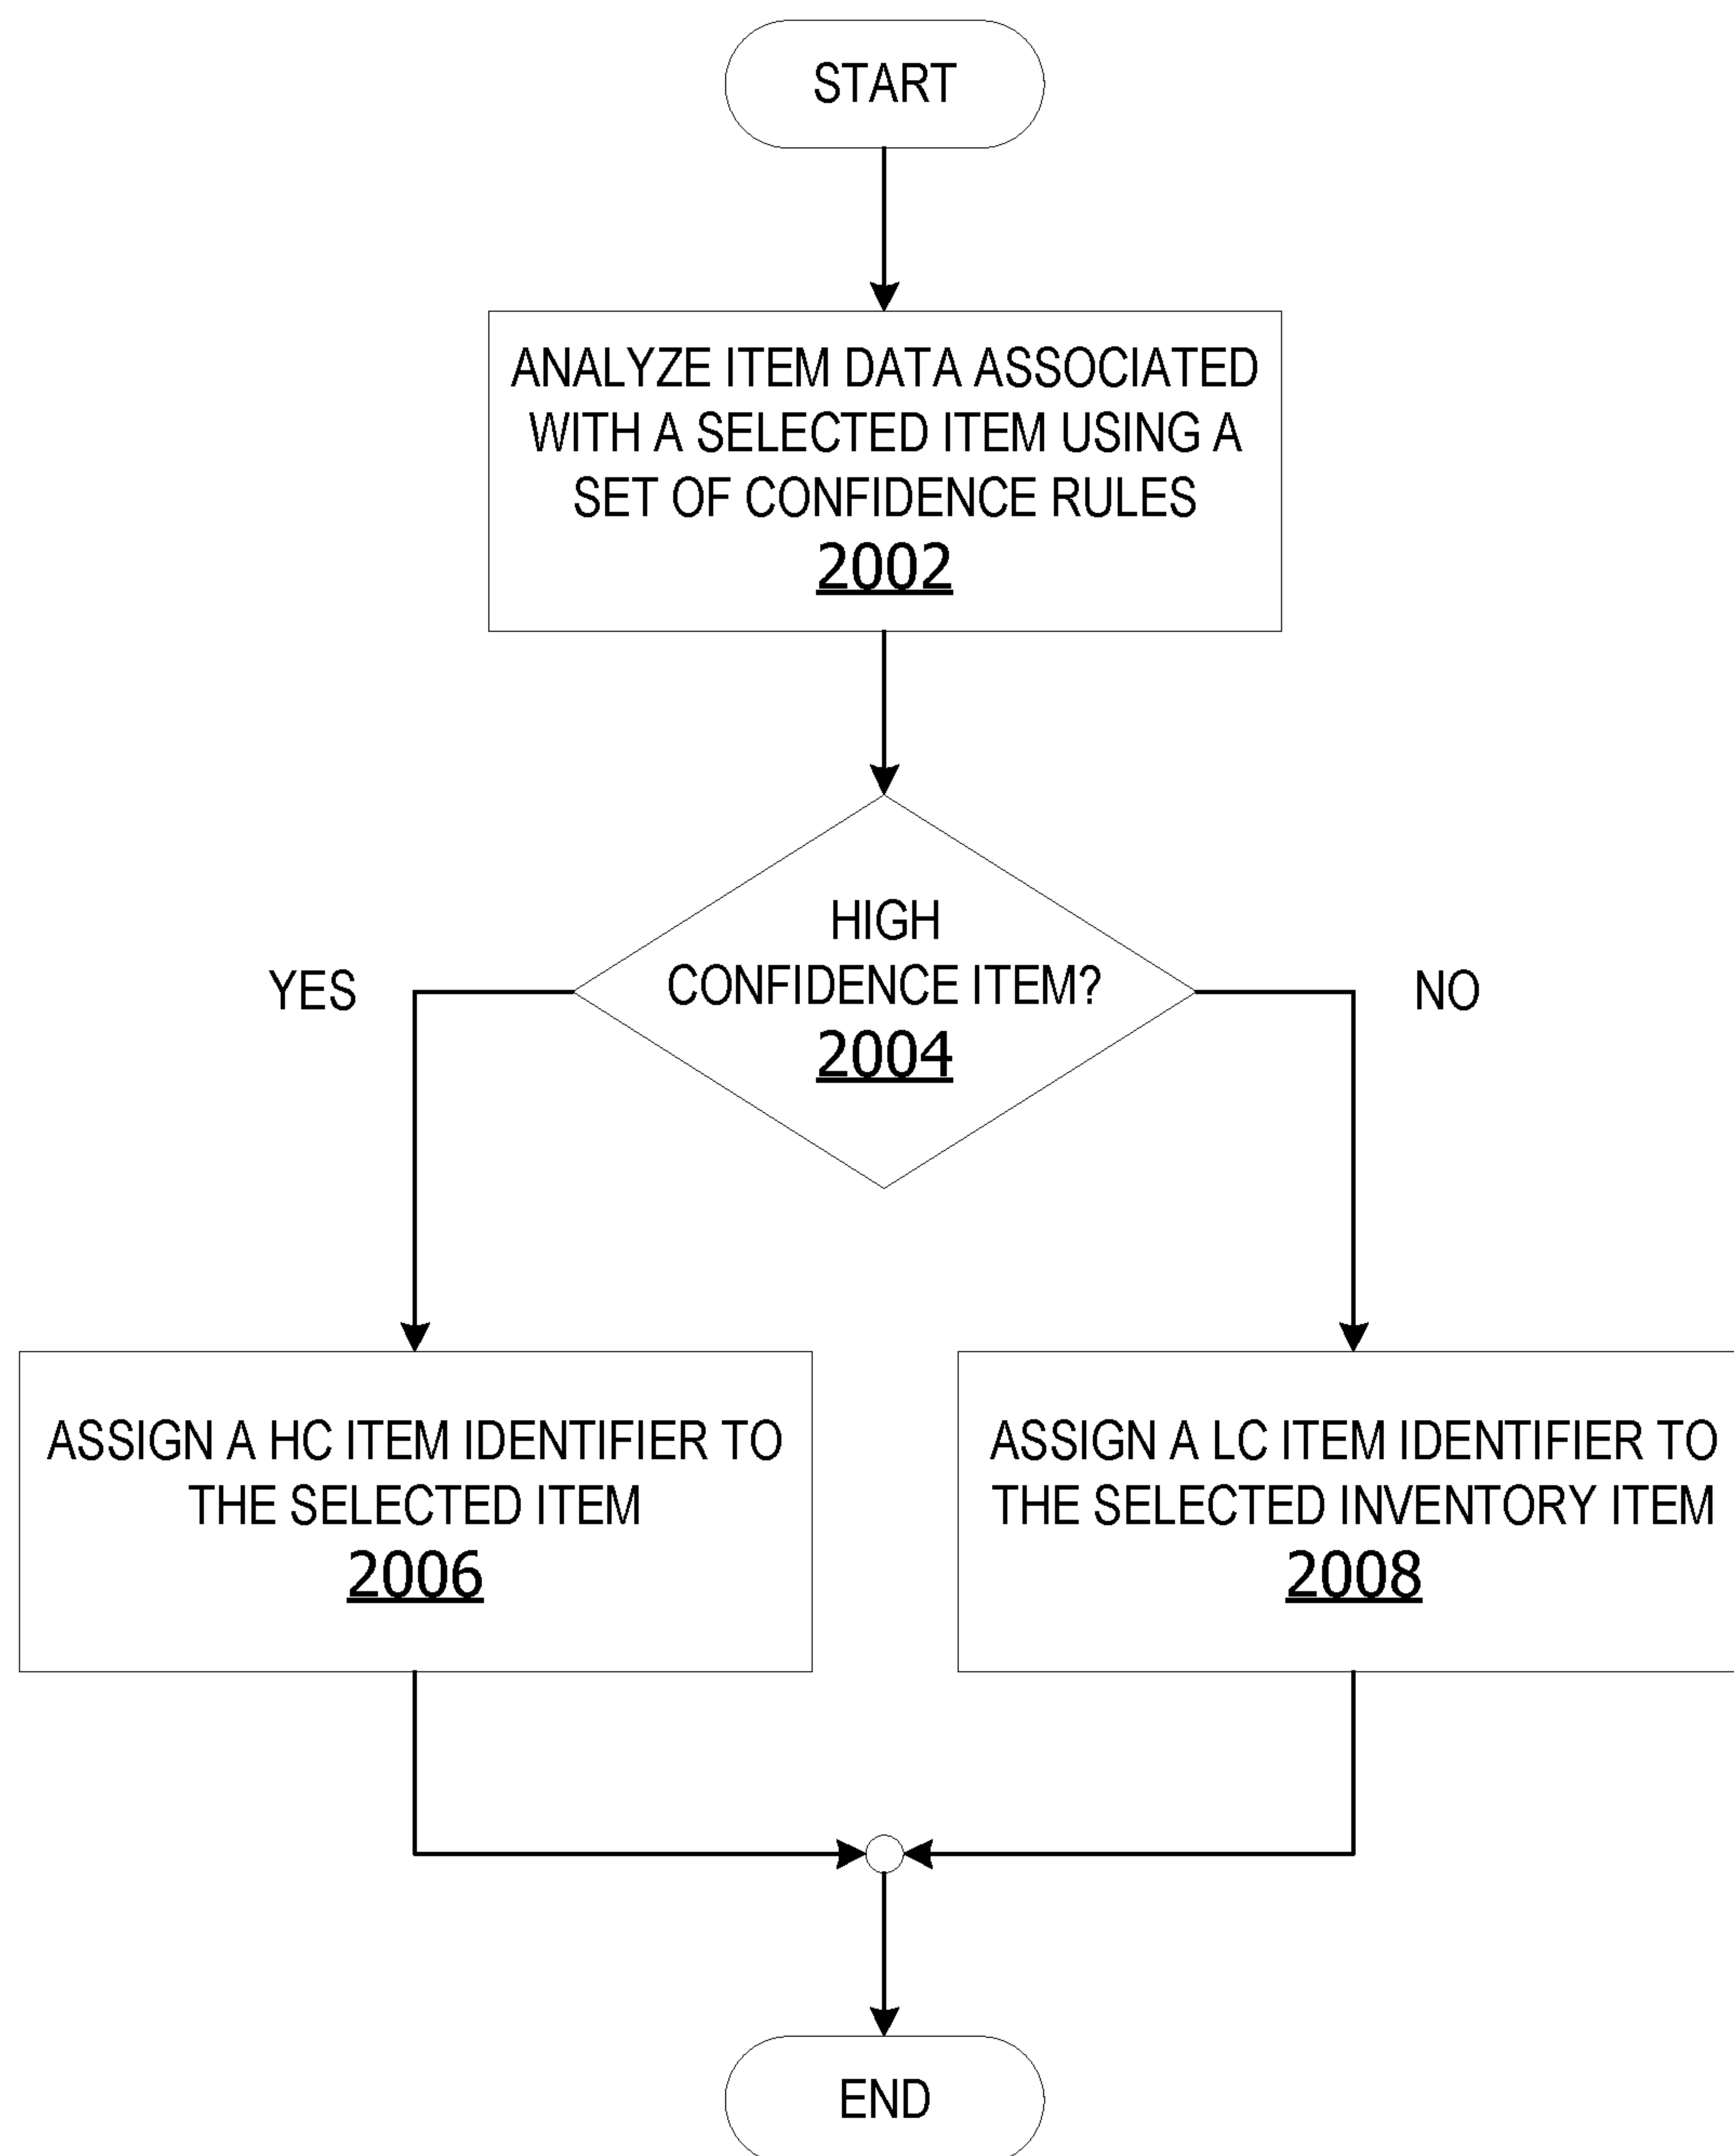 START
ANALYZE ITEM DATA ASSOCIATED
WITH A SELECTED ITEM USING A
SET OF CONFIDENCE RULES
2002
HIGH
CONFIDENCE ITEM?
2004
YES
NO
ASSIGN A HC ITEM IDENTIFIER TO
THE SELECTED ITEM
2006
ASSIGN A LC ITEM IDENTIFIER TO
THE SELECTED INVENTORY ITEM
2008
END